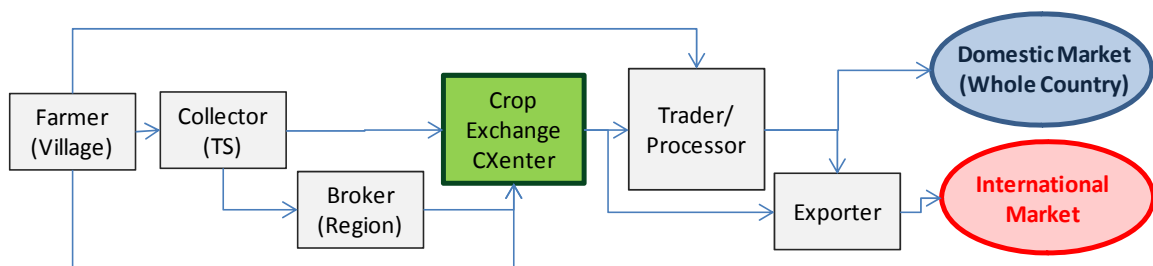 Farmer
(Village)
Collector
(TS)
Broker
(Region)
Crop
Exchange
CXenter
Trader/
Processor
Exporter
Domestic Market
(Whole Country)
International
Market